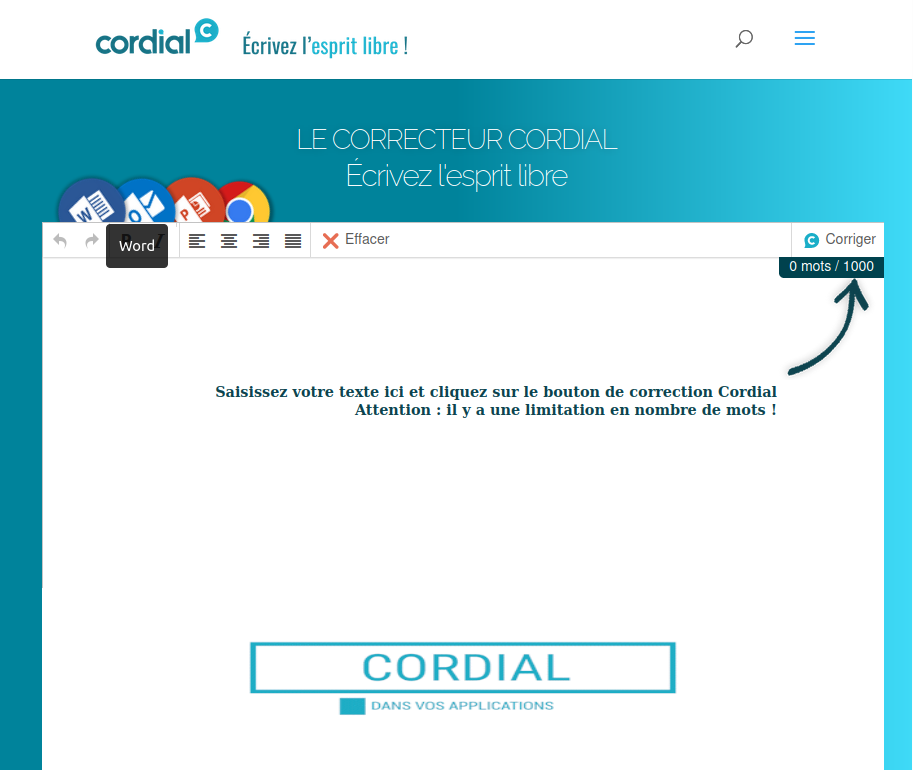 cordial C
Écrivez l'esprit libre !
LE CORRECTEUR CORDIAL
Écrivez l'esprit libre
W
O
P
Word
Effacer
Corriger
0 mots / 1000
Saisissez votre texte ici et cliquez sur le bouton de correction Cordial
Attention : il y a une limitation en nombre de mots !
CORDIAL
DANS VOS APPLICATIONS